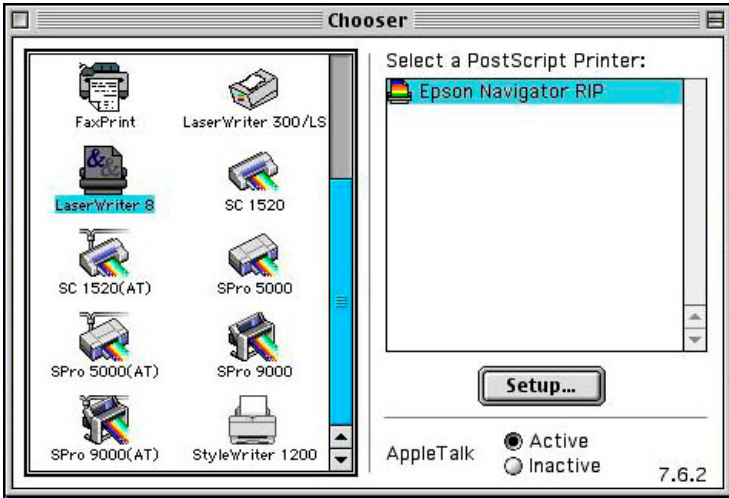 Chooser
FaxPrint
LaserWriter 300/LS
LaserWriter 8
SC 1520
SC 1520(AT)
SPro 5000
SPro 5000(AT)
SPro 9000
SPro 9000(AT)
StyleWriter 1200
Select a PostScript Printer:
Epson Navigator RIP
Setup...
AppleTalk
Active
Inactive
7.6.2